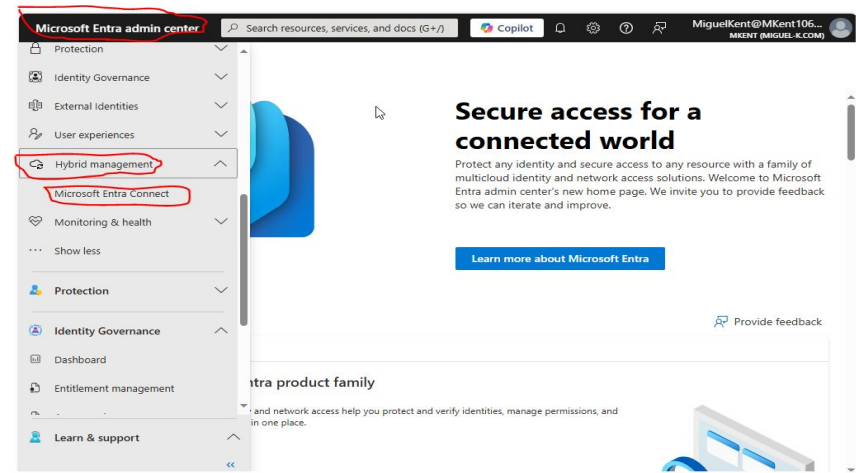 Microsoft Entra admin center
Search resources, services, and docs (G+/)
Copilot
MiguelKent@MKent106...
MKENT (MIGUEL-K.COM)
Protection
Identity Governance
External Identities
User experiences
Hybrid management
Microsoft Entra Connect
Monitoring & health
Show less
Protection
Identity Governance
Dashboard
Entitlement management
Learn & support
Secure access for a
connected world
Protect any identity and secure access to any resource with a family of
multicloud identity and network access solutions. Welcome to Microsoft
Entra admin center's new home page. We invite you to provide feedback
so we can iterate and improve.
Learn more about Microsoft Entra
Provide feedback
ntra product family
and network access help you protect and verify identities, manage permissions, and
in one place.